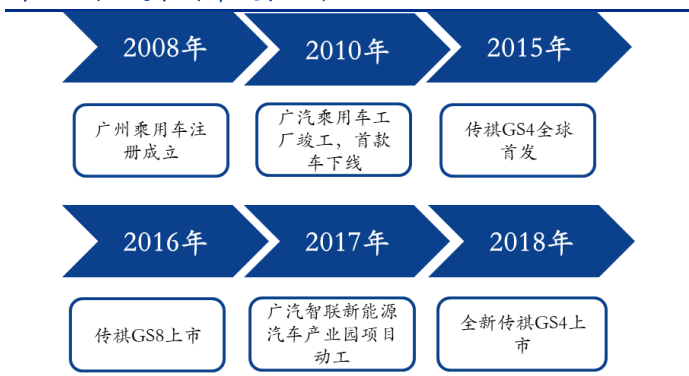 2008年
2010年
2015年
广州乘用车注
册成立
广汽乘用车工
厂竣工，首款
车下线
传祺GS4全球
首发
2016年
2017年
2018年
传祺GS8上市
广汽智联新能源
汽车产业园项目
动工
全新传祺GS4上
市